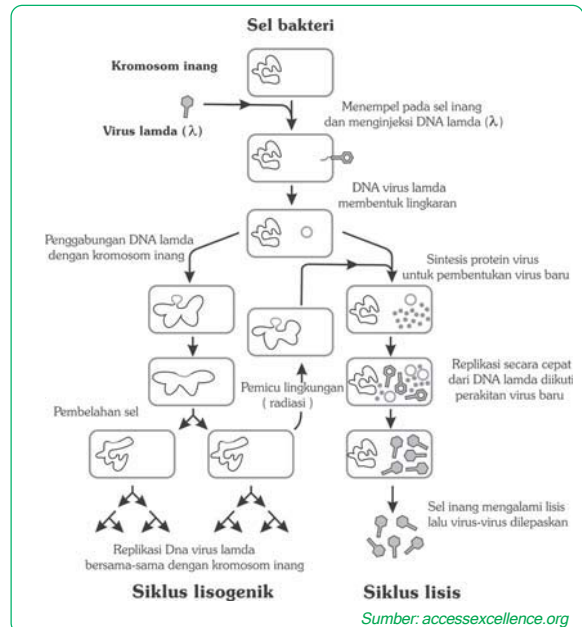 Sel bakteri
Kromosom inang
Virus lamda (λ)
Menempel pada sel inang
dan menginjeksi DNA lamda (λ)
DNA virus lamda
membentuk lingkaran
Penggabungan DNA lamda
dengan kromosom inang
Sintesis protein virus
untuk pembentukan virus baru
Pemicu lingkungan
( radiasi )
Replikasi secara cepat
dari DNA lamda diikuti
perakitan virus baru
Pembelahan sel
Sel inang mengalami lisis
lalu virus-virus dilepaskan
Replikasi Dna virus lamda
bersama-sama dengan kromosom inang
Siklus lisogenik
Siklus lisis
Sumber: accessexcellence.org